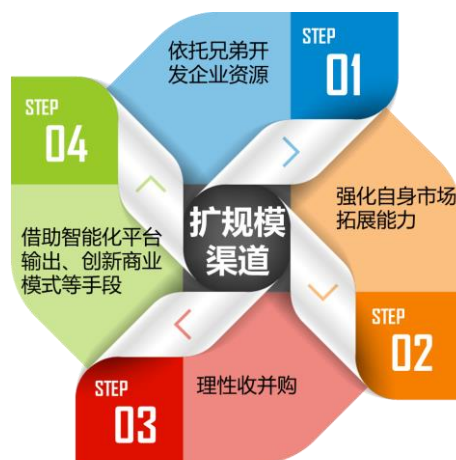 依托兄弟开
发企业资源
STEP
01
强化自身市场
拓展能力
STEP
02
理性收并购
STEP
03
借助智能化平台
输出、创新商业
模式等手段
STEP
04
扩规模
渠道